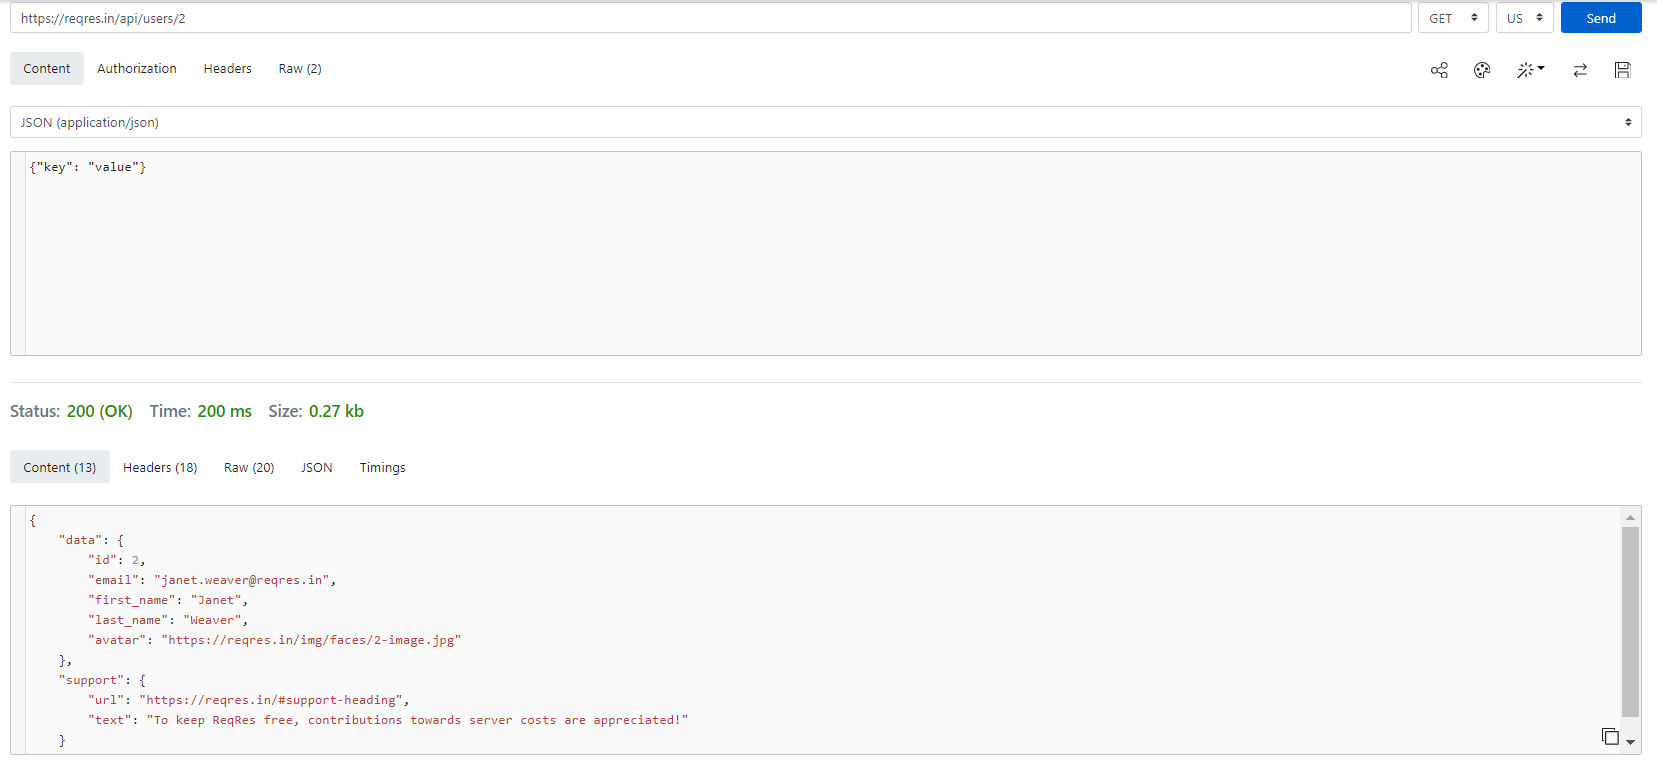 https://reqres.in/api/users/2 GET US Send
Content Authorization Headers Raw (2)
JSON (application/json)
{"key": "value"}
Status: 200 (OK) Time: 200 ms Size: 0.27 kb
Content (13) Headers (18) Raw (20) JSON Timings
{
    "data": {
        "id": 2,
        "email": "janet.weaver@reqres.in",
        "first_name": "Janet",
        "last_name": "Weaver",
        "avatar": "https://reqres.in/img/faces/2-image.jpg"
    },
    "support": {
        "url": "https://reqres.in/#support-heading",
        "text": "To keep ReqRes free, contributions towards server costs are appreciated!"
    }